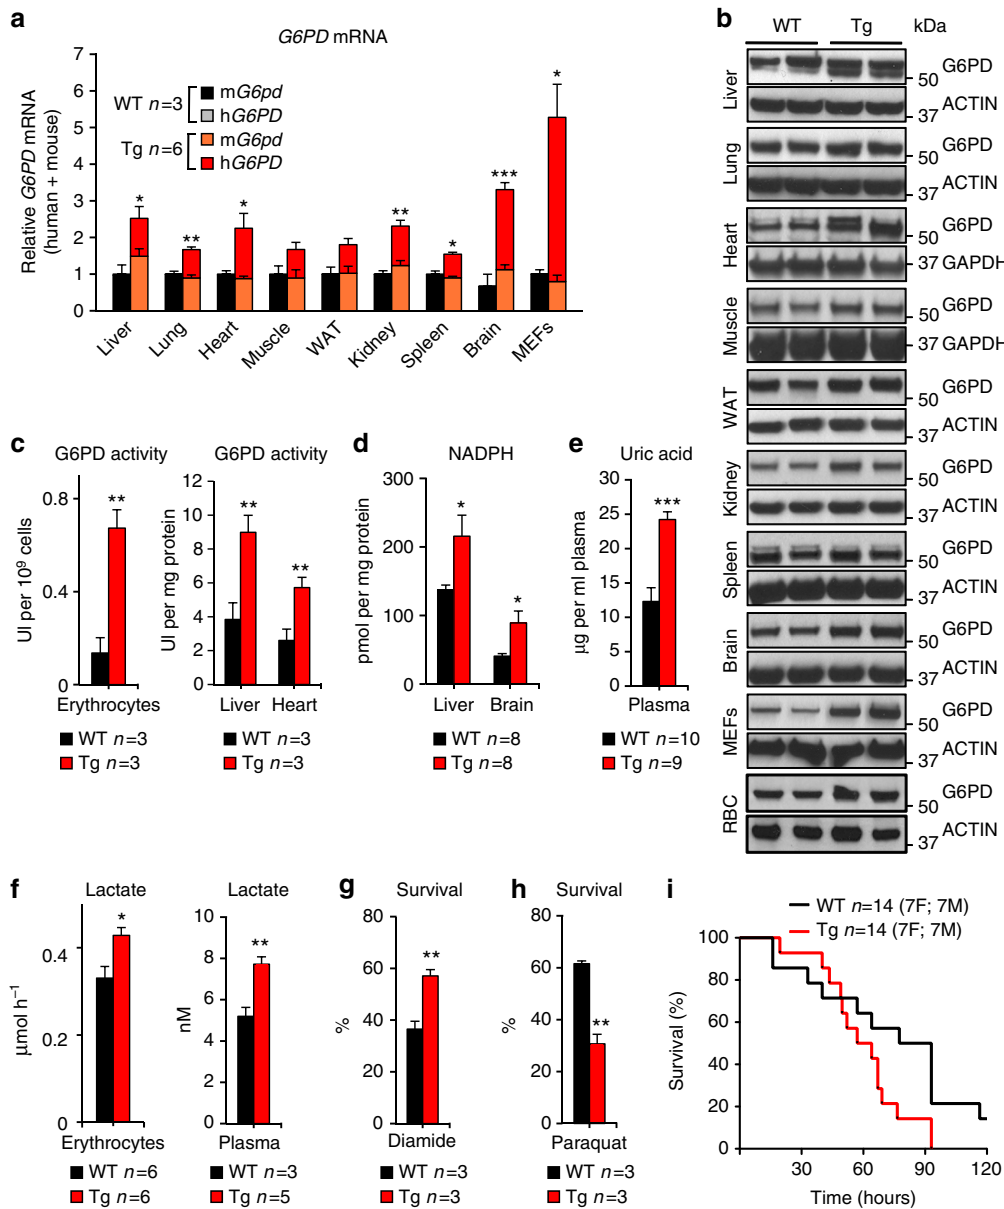 a
G6PD mRNA
Relative G6PD mRNA
(human + mouse)
7
6
5
4
3
2
1
0
WT n=3
mG6pd
hG6PD
Tg n=6
mG6pd
hG6PD
*
**
*
**
*
***
*
Liver
Lung
Heart
Muscle
WAT
Kidney
Spleen
Brain
MEFs
b
WT
Tg
kDa
Liver
G6PD
50
ACTIN
37
Lung
G6PD
50
ACTIN
37
Heart
G6PD
50
37 GAPDH
Muscle
G6PD
50
37 GAPDH
WAT
G6PD
50
ACTIN
37
Kidney
G6PD
50
ACTIN
37
Spleen
G6PD
50
ACTIN
37
Brain
G6PD
50
ACTIN
37
MEFs
G6PD
50
ACTIN
37
RBC
G6PD
50
ACTIN
37
c
G6PD activity
UI per 10⁹ cells
0.8
0.4
0
**
Erythrocytes
WT n=3
Tg n=3
G6PD activity
UI per mg protein
12
10
8
6
4
2
0
**
**
Liver
Heart
WT n=3
Tg n=3
d
NADPH
pmol per mg protein
300
200
100
0
*
*
Liver
Brain
WT n=8
Tg n=8
e
Uric acid
µg per ml plasma
30
25
20
15
10
5
0
***
Plasma
WT n=10
Tg n=9
f
Lactate
µmol h⁻¹
0.4
0.2
0
*
Erythrocytes
WT n=6
Tg n=6
Lactate
nM
10
8
6
4
2
0
**
Plasma
WT n=3
Tg n=5
g
Survival
%
80
60
40
20
0
**
Diamide
WT n=3
Tg n=3
h
Survival
%
80
60
40
20
0
**
Paraquat
WT n=3
Tg n=3
i
WT n=14 (7F; 7M)
Tg n=14 (7F; 7M)
Survival (%)
100
80
60
40
20
0
30
60
90
120
Time (hours)